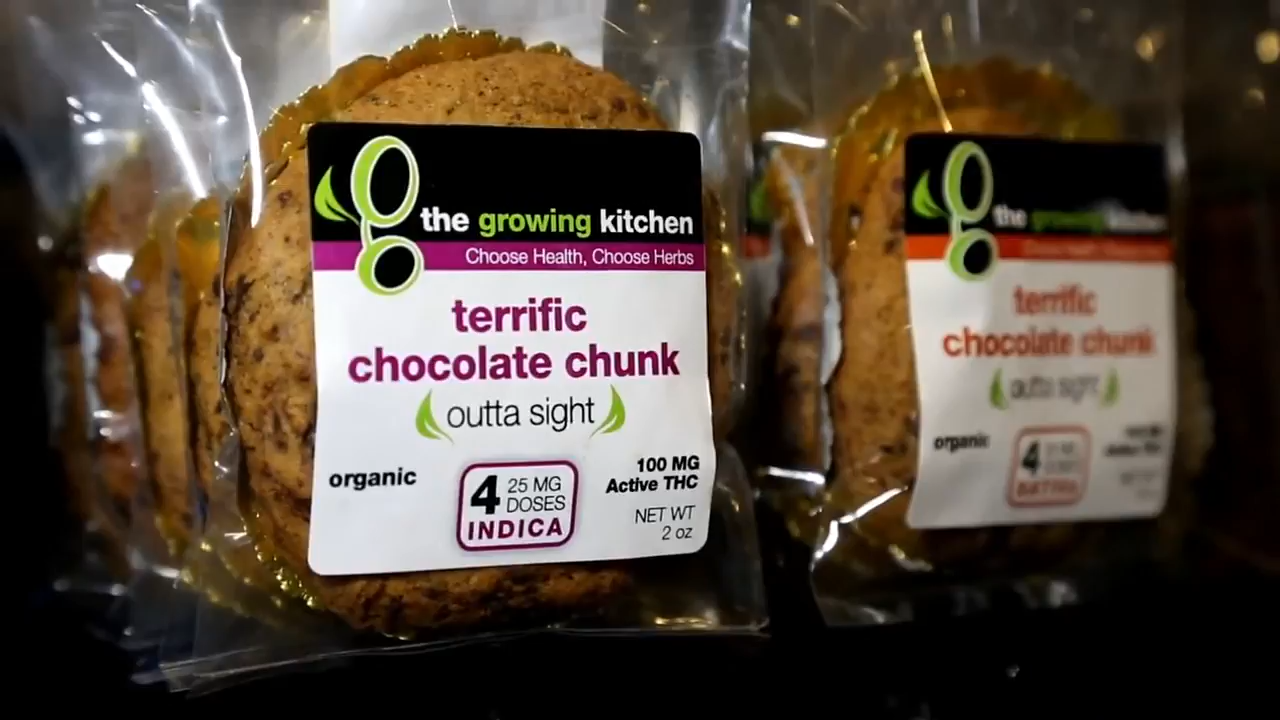 the growing kitchen
Choose Health, Choose Herbs
terrific
chocolate chunk
outta sight
organic
4 25 MG
DOSES
INDICA
100 MG
Active THC
NET WT
2 oz
the growing kitchen
terrific
chocolate chunk
outta sight
organic
4
SATIVA